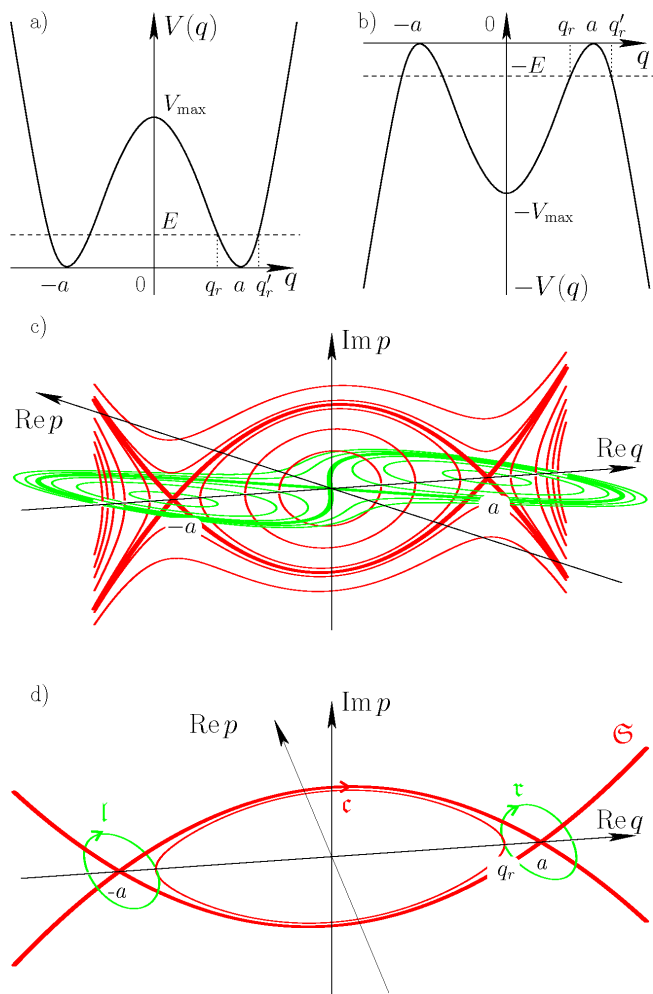 a) V(q)
V_max
E
−a 0 q_r a q′_r q
b) −a 0 q_r a q′_r
q
−E
−V_max
−V(q)
c) Im p
Re p
Re q
−a a
d) Im p
Re p
𝔖
𝔩 𝔠 𝔯
Re q
-a q_r a